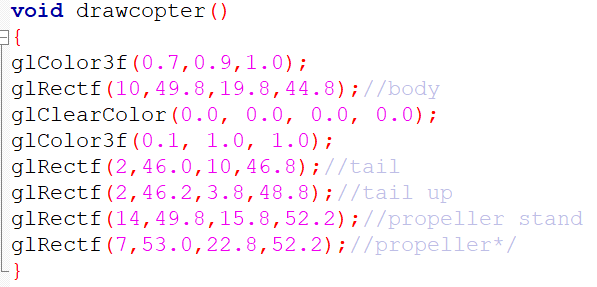 void drawcopter()
{
glColor3f(0.7,0.9,1.0);
glRectf(10,49.8,19.8,44.8);//body
glClearColor(0.0, 0.0, 0.0, 0.0);
glColor3f(0.1, 1.0, 1.0);
glRectf(2,46.0,10,46.8);//tail
glRectf(2,46.2,3.8,48.8);//tail up
glRectf(14,49.8,15.8,52.2);//propeller stand
glRectf(7,53.0,22.8,52.2);//propeller*/
}